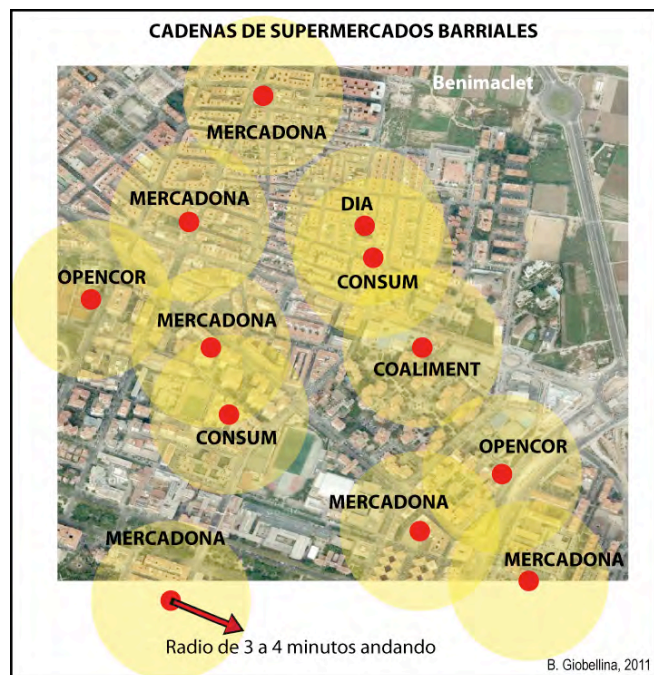 CADENAS DE SUPERMERCADOS BARRIALES
Benimaclet
MERCADONA
MERCADONA
DIA
CONSUM
OPENCOR
MERCADONA
COALIMENT
CONSUM
OPENCOR
MERCADONA
MERCADONA
MERCADONA
Radio de 3 a 4 minutos andando
B. Giobellina, 2011